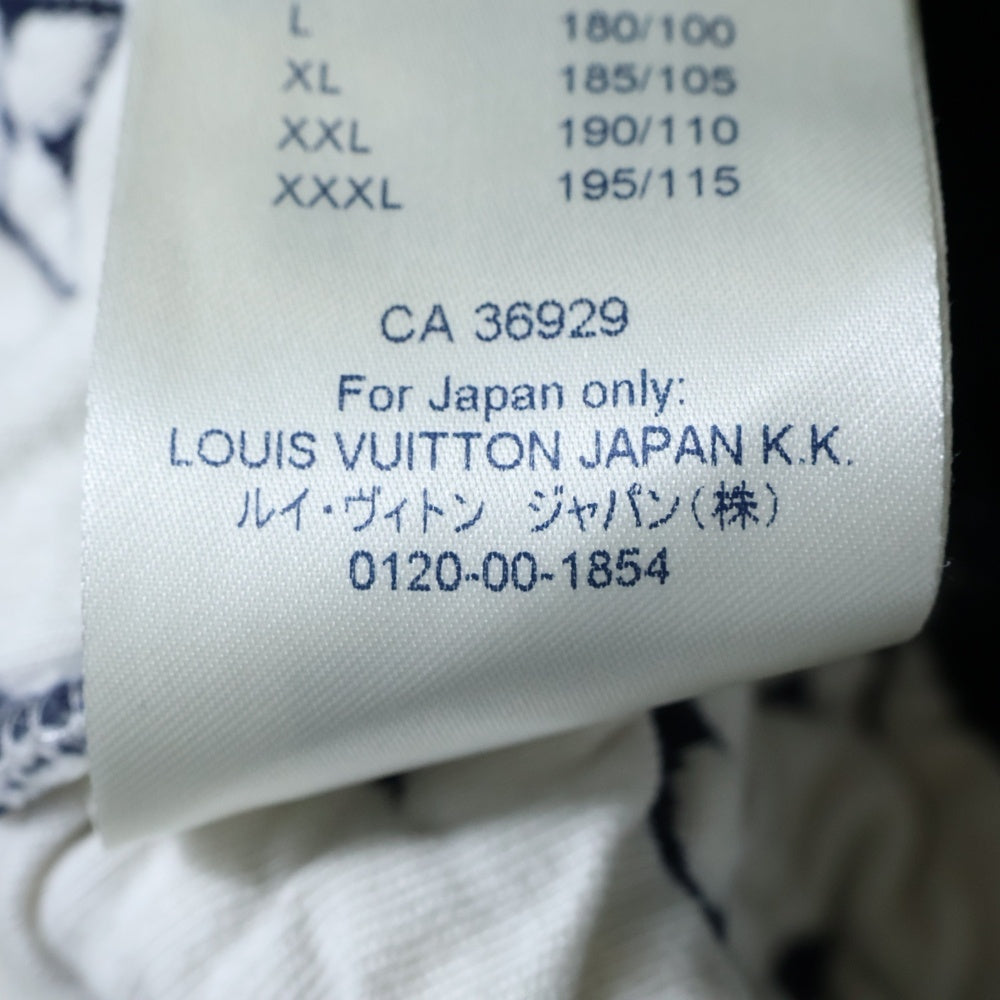 L 180/100
XL 185/105
XXL 190/110
XXXL 195/115
CA 36929
For Japan only:
LOUIS VUITTON JAPAN K.K.
ルイ・ヴィトン　ジャパン(株)
0120-00-1854